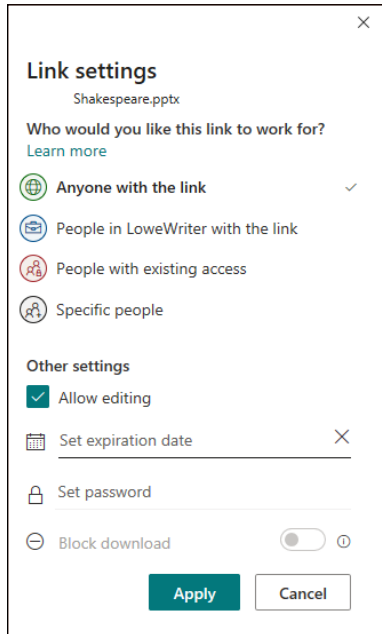 Link settings
Shakespeare.pptx
Who would you like this link to work for?
Learn more
Anyone with the link
People in LoweWriter with the link
People with existing access
Specific people
Other settings
Allow editing
Set expiration date
Set password
Block download
Apply Cancel